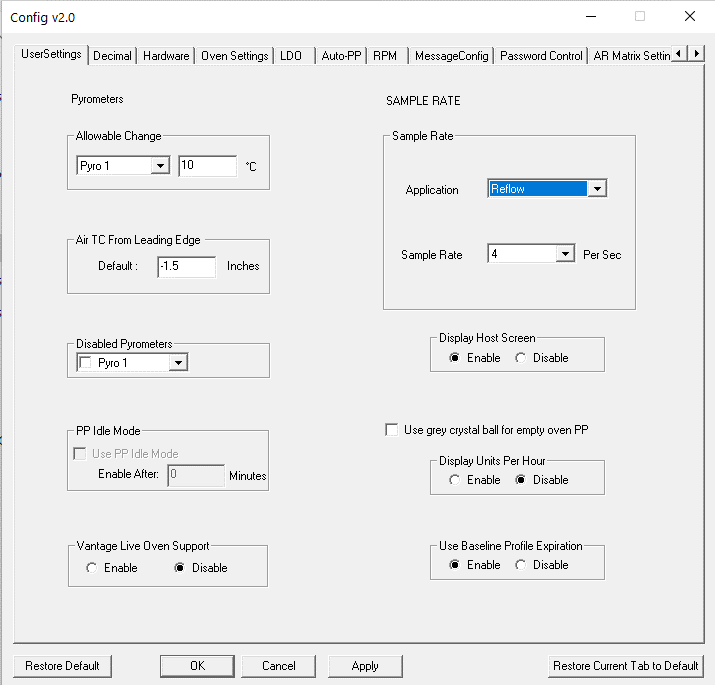 Config v2.0
UserSettings Decimal Hardware Oven Settings LDO Auto-PP RPM MessageConfig Password Control AR Matrix Settin
Pyrometers
Allowable Change
Pyro 1 10 °C
Air TC From Leading Edge
Default : -1.5 Inches
Disabled Pyrometers
Pyro 1
PP Idle Mode
Use PP Idle Mode
Enable After: 0 Minutes
Vantage Live Oven Support
Enable Disable
SAMPLE RATE
Sample Rate
Application Reflow
Sample Rate 4 Per Sec
Display Host Screen
Enable Disable
Use grey crystal ball for empty oven PP
Display Units Per Hour
Enable Disable
Use Baseline Profile Expiration
Enable Disable
Restore Default OK Cancel Apply Restore Current Tab to Default